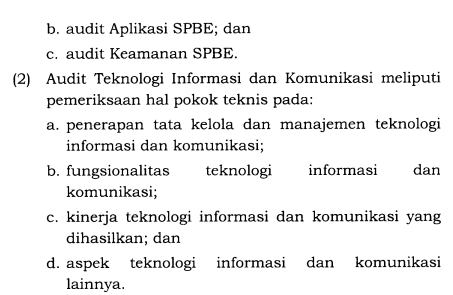 b. audit Aplikasi SPBE; dan
c. audit Keamanan SPBE.
(2) Audit Teknologi Informasi dan Komunikasi meliputi
pemeriksaan hal pokok teknis pada:
a. penerapan tata kelola dan manajemen teknologi
informasi dan komunikasi;
b. fungsionalitas teknologi informasi dan
komunikasi;
c. kinerja teknologi informasi dan komunikasi yang
dihasilkan; dan
d. aspek teknologi informasi dan komunikasi
lainnya.